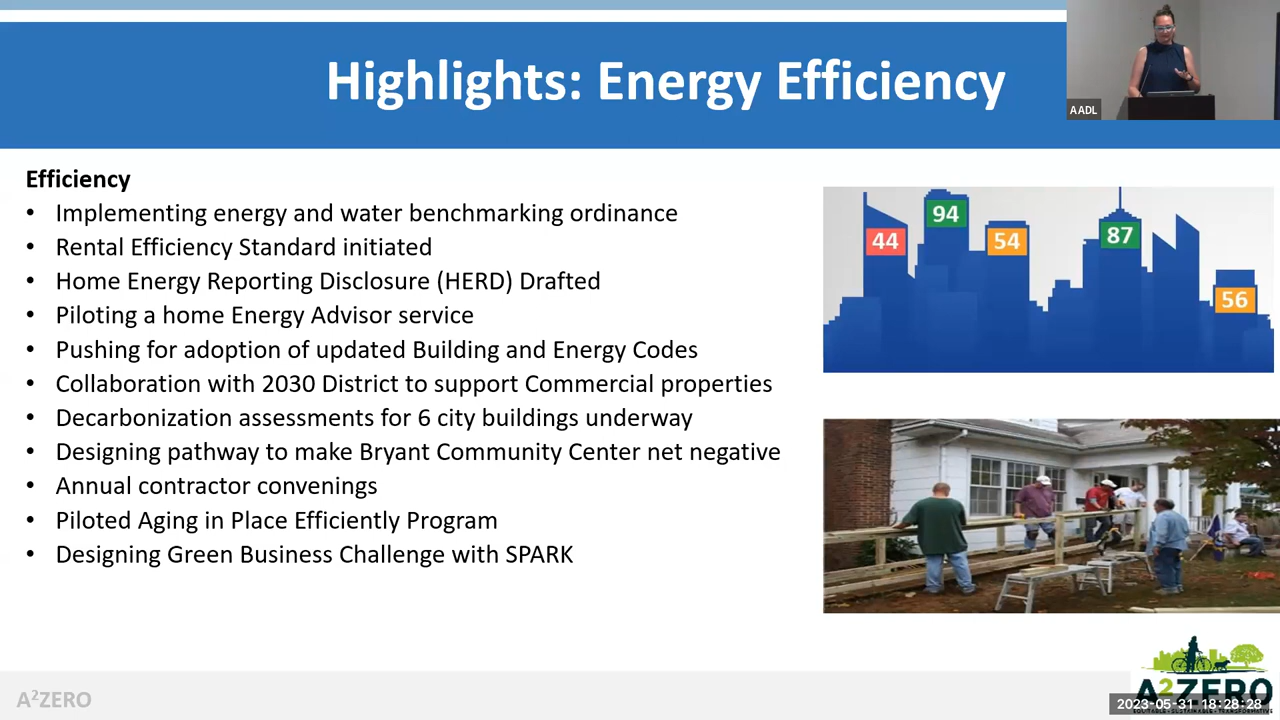 Highlights: Energy Efficiency
AADL
Efficiency
• Implementing energy and water benchmarking ordinance
• Rental Efficiency Standard initiated
• Home Energy Reporting Disclosure (HERD) Drafted
• Piloting a home Energy Advisor service
• Pushing for adoption of updated Building and Energy Codes
• Collaboration with 2030 District to support Commercial properties
• Decarbonization assessments for 6 city buildings underway
• Designing pathway to make Bryant Community Center net negative
• Annual contractor convenings
• Piloted Aging in Place Efficiently Program
• Designing Green Business Challenge with SPARK
44
94
54
87
56
A²ZERO
A2ZERO
2023-05-31 18:28:28